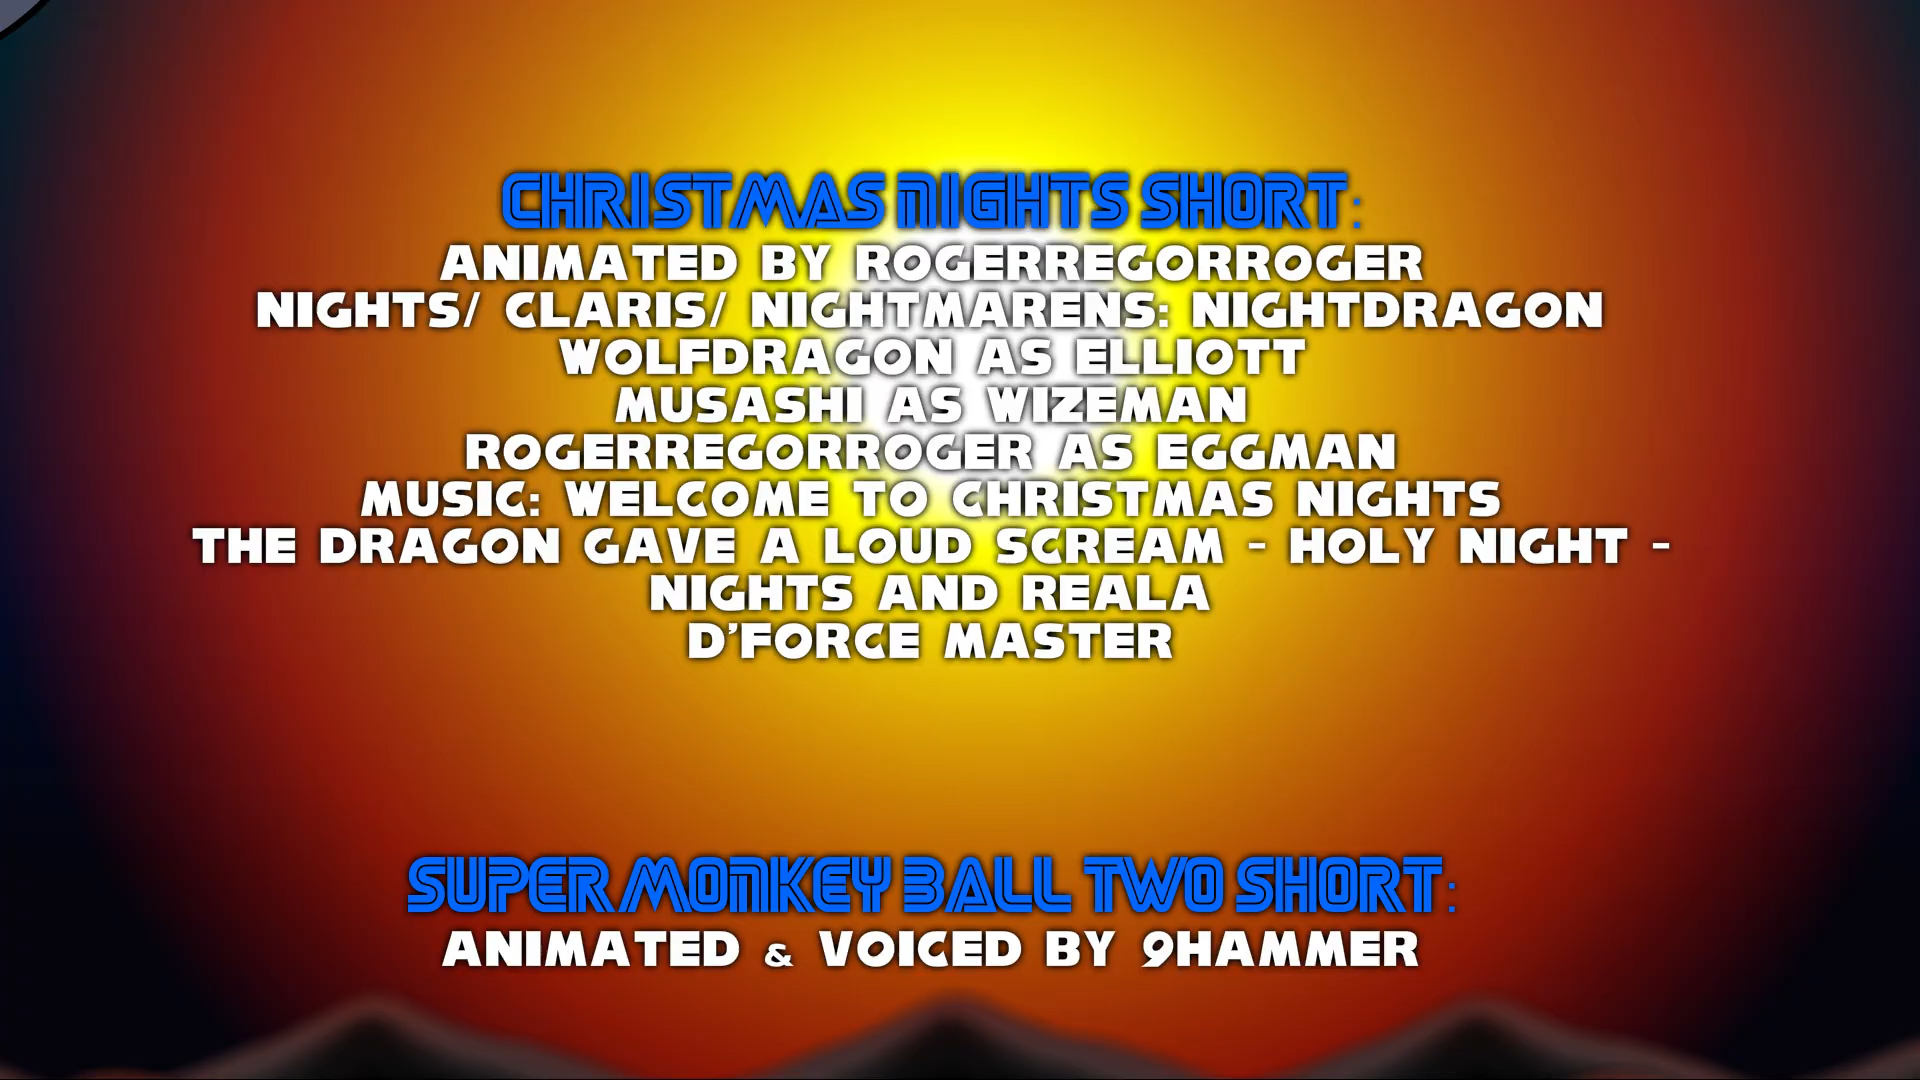 CHRISTMAS NIGHTS SHORT:
ANIMATED BY ROGERREGORROGER
NIGHTS/ CLARIS/ NIGHTMARENS: NIGHTDRAGON
WOLFDRAGON AS ELLIOTT
MUSASHI AS WIZEMAN
ROGERREGORROGER AS EGGMAN
MUSIC: WELCOME TO CHRISTMAS NIGHTS
THE DRAGON GAVE A LOUD SCREAM - HOLY NIGHT -
NIGHTS AND REALA
D'FORCE MASTER
SUPER MONKEY BALL TWO SHORT:
ANIMATED & VOICED BY 9HAMMER